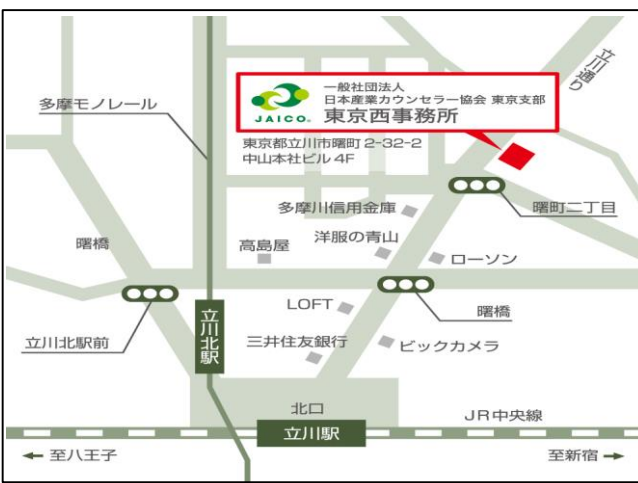 立川通り
一般社団法人
日本産業カウンセラー協会 東京支部
JAICO®
東京西事務所
東京都立川市曙町2-32-2
中山本社ビル4F
多摩モノレール
多摩川信用金庫
曙町二丁目
曙橋
高島屋
洋服の青山
ローソン
LOFT
曙橋
立川北駅前
立川北駅
三井住友銀行
ビックカメラ
北口
JR中央線
立川駅
← 至八王子
至新宿 →